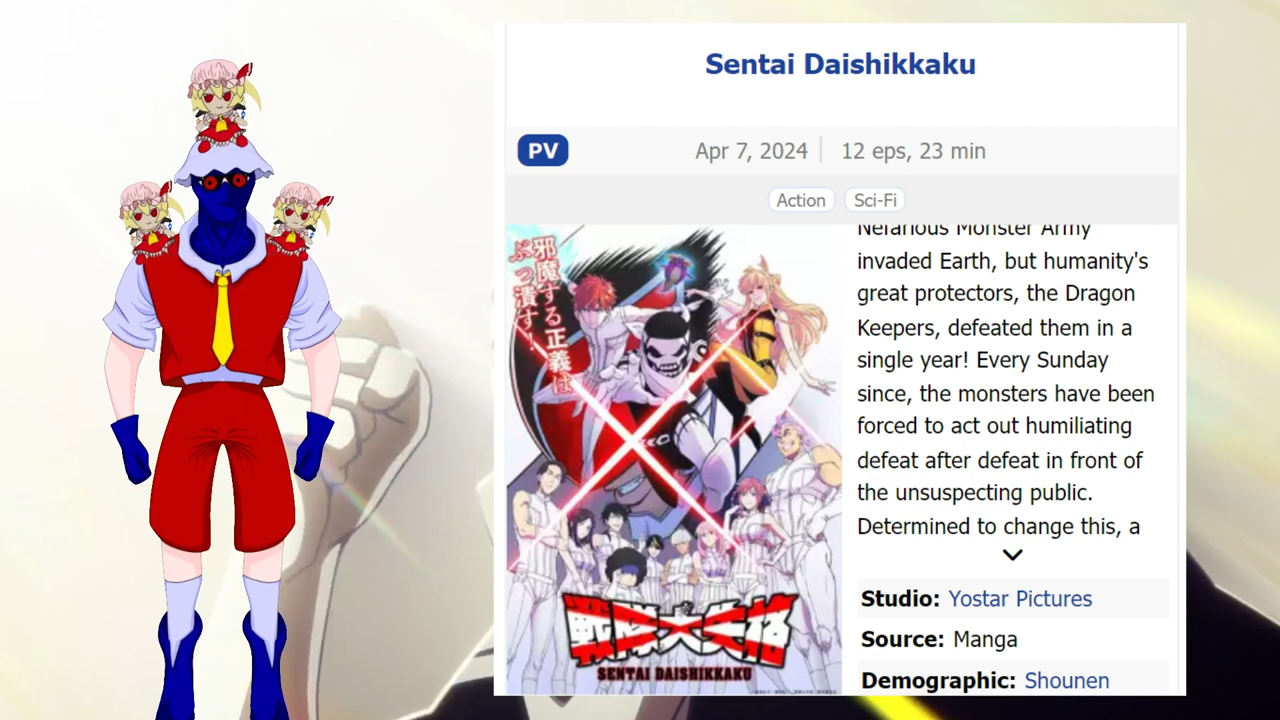 Sentai Daishikkaku
PV
Apr 7, 2024
12 eps, 23 min
Action
Sci-Fi
邪魔する正義は
ぶっ潰す!
戦隊大失格
SENTAI DAISHIKKAKU
Nefarious Monster Army
invaded Earth, but humanity's
great protectors, the Dragon
Keepers, defeated them in a
single year! Every Sunday
since, the monsters have been
forced to act out humiliating
defeat after defeat in front of
the unsuspecting public.
Determined to change this, a
Studio: Yostar Pictures
Source: Manga
Demographic: Shounen